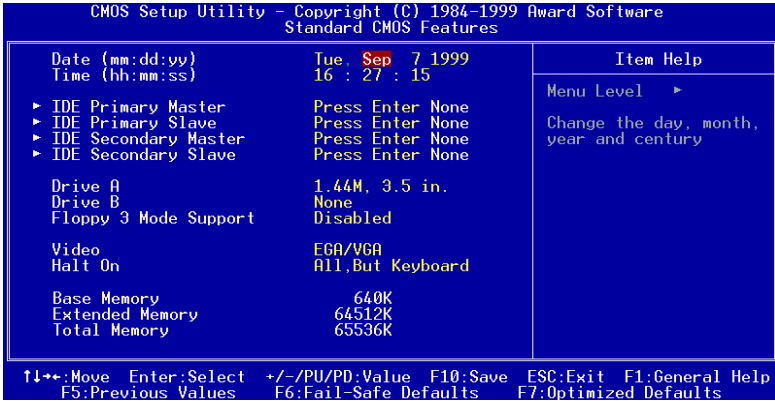 CMOS Setup Utility – Copyright (C) 1984-1999 Award Software
Standard CMOS Features
Date (mm:dd:yy) Tue, Sep 7 1999
Time (hh:mm:ss) 16 : 27 : 15
► IDE Primary Master Press Enter None
► IDE Primary Slave Press Enter None
► IDE Secondary Master Press Enter None
► IDE Secondary Slave Press Enter None
Drive A 1.44M, 3.5 in.
Drive B None
Floppy 3 Mode Support Disabled
Video EGA/VGA
Halt On All,But Keyboard
Base Memory 640K
Extended Memory 64512K
Total Memory 65536K
Item Help
Menu Level ►
Change the day, month,
year and century
↑↓→←:Move Enter:Select +/-/PU/PD:Value F10:Save ESC:Exit F1:General Help
F5:Previous Values F6:Fail-Safe Defaults F7:Optimized Defaults